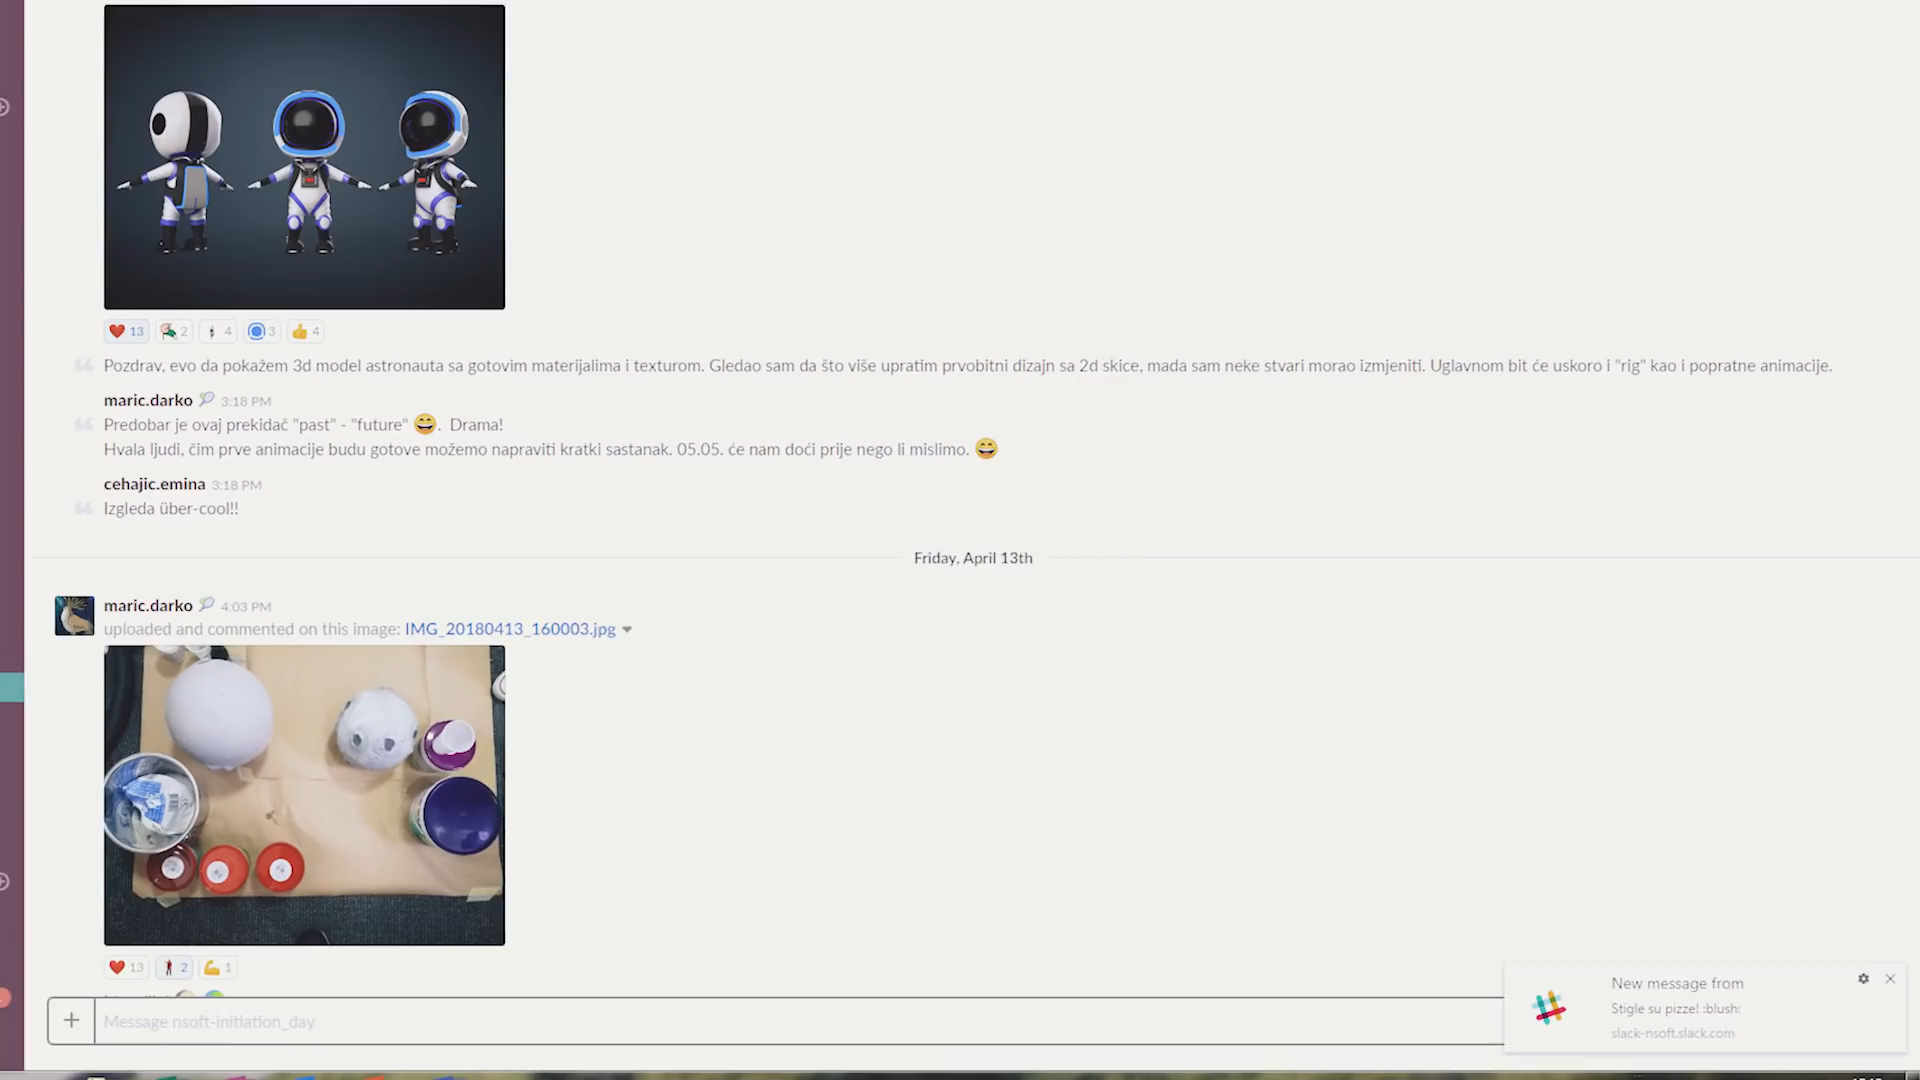 13 2 4 3 4
Pozdrav, evo da pokažem 3d model astronauta sa gotovim materijalima i texturom. Gledao sam da što više upratim prvobitni dizajn sa 2d skice, mada sam neke stvari morao izmjeniti. Uglavnom bit će uskoro i "rig" kao i popratne animacije.
maric.darko 3:18 PM
Predobar je ovaj prekidač "past" - "future" 😄. Drama!
Hvala ljudi, čim prve animacije budu gotove možemo napraviti kratki sastanak. 05.05. će nam doći prije nego li mislimo. 😄
cehajic.emina 3:18 PM
Izgleda über-cool!!
Friday, April 13th
maric.darko 4:03 PM
uploaded and commented on this image: IMG_20180413_160003.jpg
13 2 1
Message nsoft-initiation_day
New message from
Stigle su pizze! :blush:
slack-nsoft.slack.com